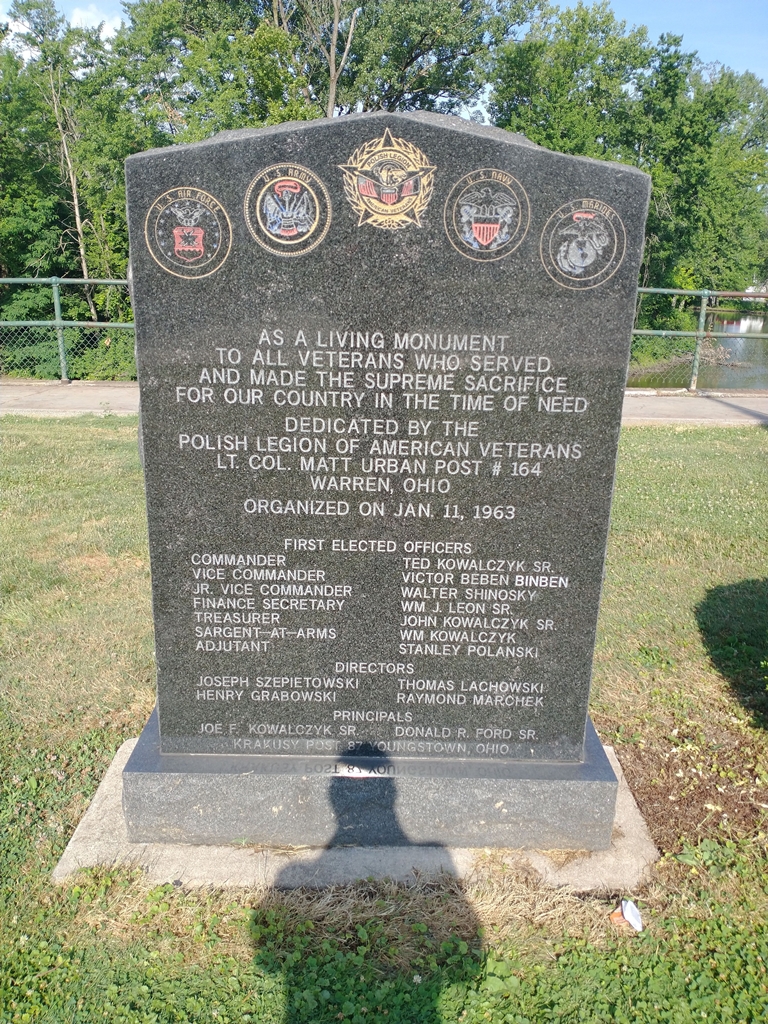 U. S. AIR FORCE
U. S. ARMY
POLISH LEGION
AMERICAN VETERANS
U. S. NAVY
U. S. MARINES
AS A LIVING MONUMENT
TO ALL VETERANS WHO SERVED
AND MADE THE SUPREME SACRIFICE
FOR OUR COUNTRY IN THE TIME OF NEED
DEDICATED BY THE
POLISH LEGION OF AMERICAN VETERANS
LT. COL. MATT URBAN POST # 164
WARREN, OHIO
ORGANIZED ON JAN. 11, 1963
FIRST ELECTED OFFICERS
COMMANDER TED KOWALCZYK SR.
VICE COMMANDER VICTOR BEBEN BINBEN
JR. VICE COMMANDER WALTER SHINOSKY
FINANCE SECRETARY WM J. LEON SR.
TREASURER JOHN KOWALCZYK SR.
SARGENT-AT-ARMS WM KOWALCZYK
ADJUTANT STANLEY POLANSKI
DIRECTORS
JOSEPH SZEPIETOWSKI THOMAS LACHOWSKI
HENRY GRABOWSKI RAYMOND MARCHEK
PRINCIPALS
JOE F. KOWALCZYK SR. DONALD R. FORD SR.
KRAKUSY POST 87 YOUNGSTOWN, OHIO